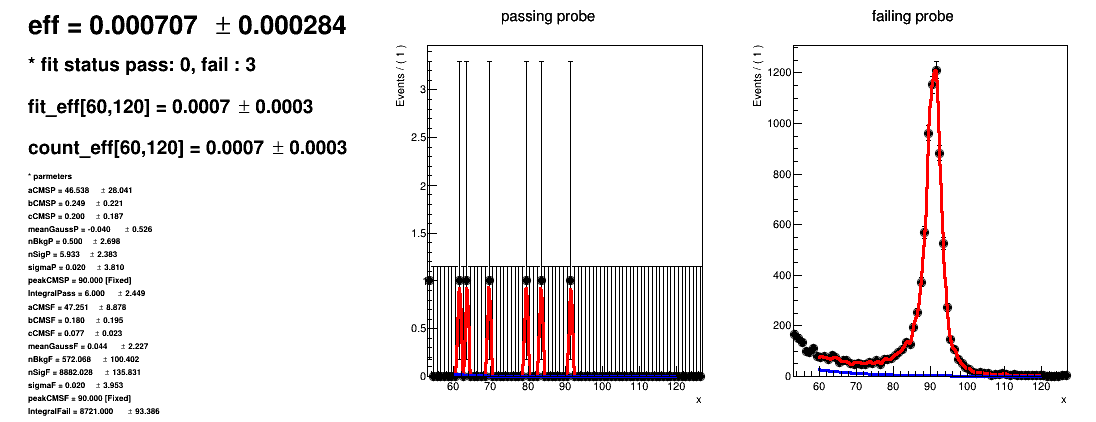 eff = 0.000707 ± 0.000284
* fit status pass: 0, fail : 3
fit_eff[60,120] = 0.0007 ± 0.0003
count_eff[60,120] = 0.0007 ± 0.0003
* parmeters
aCMSP = 46.538 ± 28.041
bCMSP = 0.249 ± 0.221
cCMSP = 0.200 ± 0.187
meanGaussP = -0.040 ± 0.526
nBkgP = 0.500 ± 2.698
nSigP = 5.933 ± 2.383
sigmaP = 0.020 ± 3.810
peakCMSP = 90.000 [Fixed]
IntegralPass = 6.000 ± 2.449
aCMSF = 47.251 ± 8.878
bCMSF = 0.180 ± 0.195
cCMSF = 0.077 ± 0.023
meanGaussF = 0.044 ± 2.227
nBkgF = 572.068 ± 100.402
nSigF = 8882.028 ± 135.831
sigmaF = 0.020 ± 3.953
peakCMSF = 90.000 [Fixed]
IntegralFail = 8721.000 ± 93.386
passing probe
Events / ( 1 )
3
2.5
2
1.5
1
0.5
0
60 70 80 90 100 110 120
x
failing probe
Events / ( 1 )
1200
1000
800
600
400
200
0
60 70 80 90 100 110 120
x